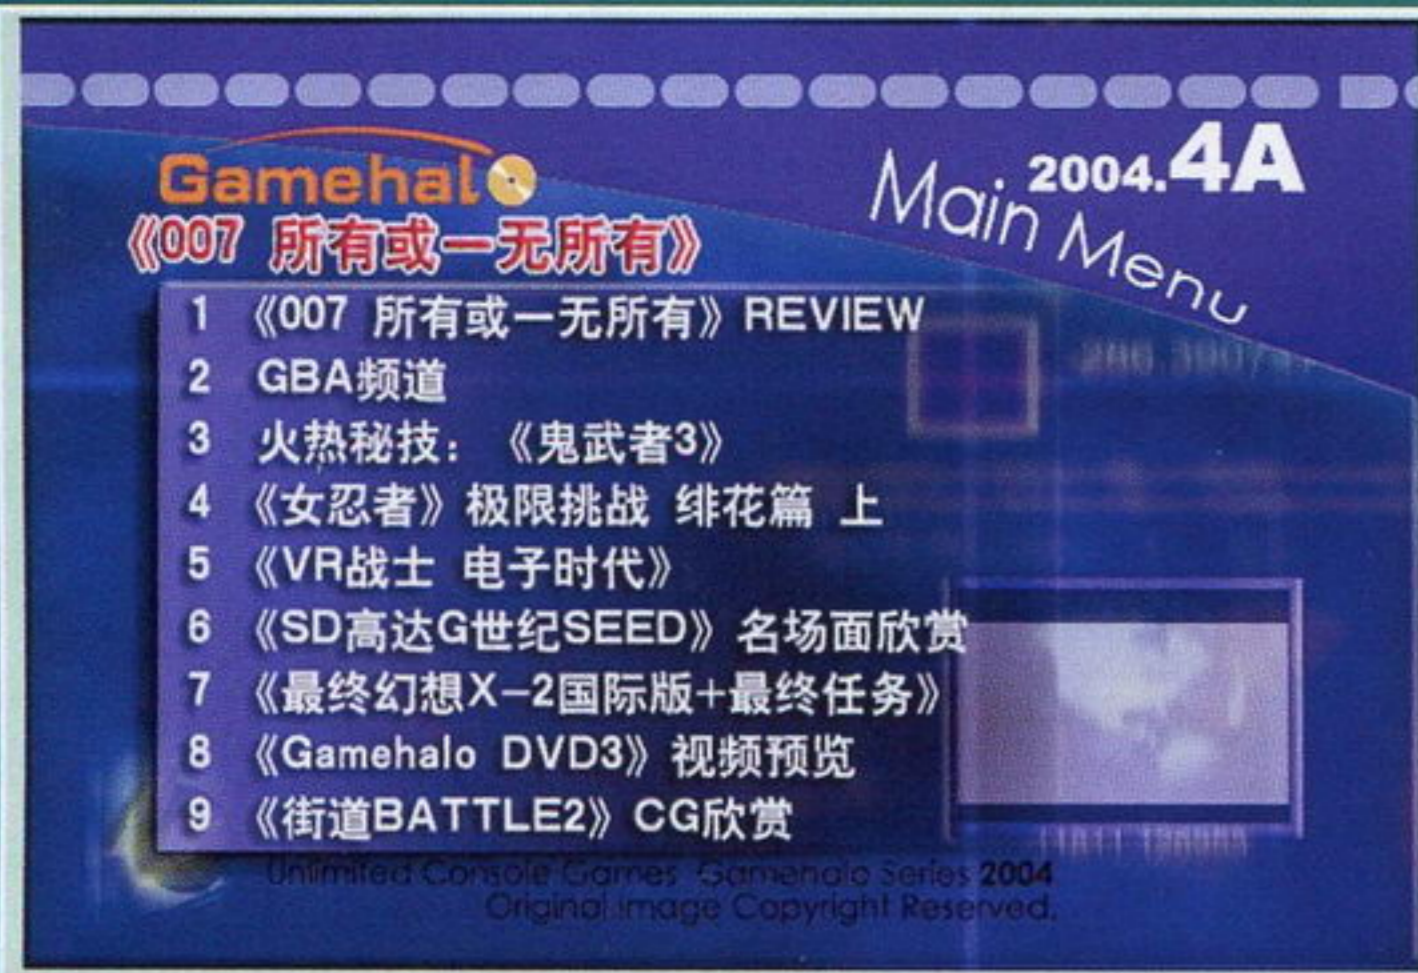 Gamehalo
2004.4A
Main Menu
《007 所有或一无所有》
1 《007 所有或一无所有》REVIEW
2 GBA频道
3 火热秘技：《鬼武者3》
4 《女忍者》极限挑战 绯花篇 上
5 《VR战士 电子时代》
6 《SD高达G世纪SEED》名场面欣赏
7 《最终幻想X-2国际版+最终任务》
8 《Gamehalo DVD3》视频预览
9 《街道BATTLE2》CG欣赏
Unlimited Console Games Gamehalo Series 2004
Original image Copyright Reserved.